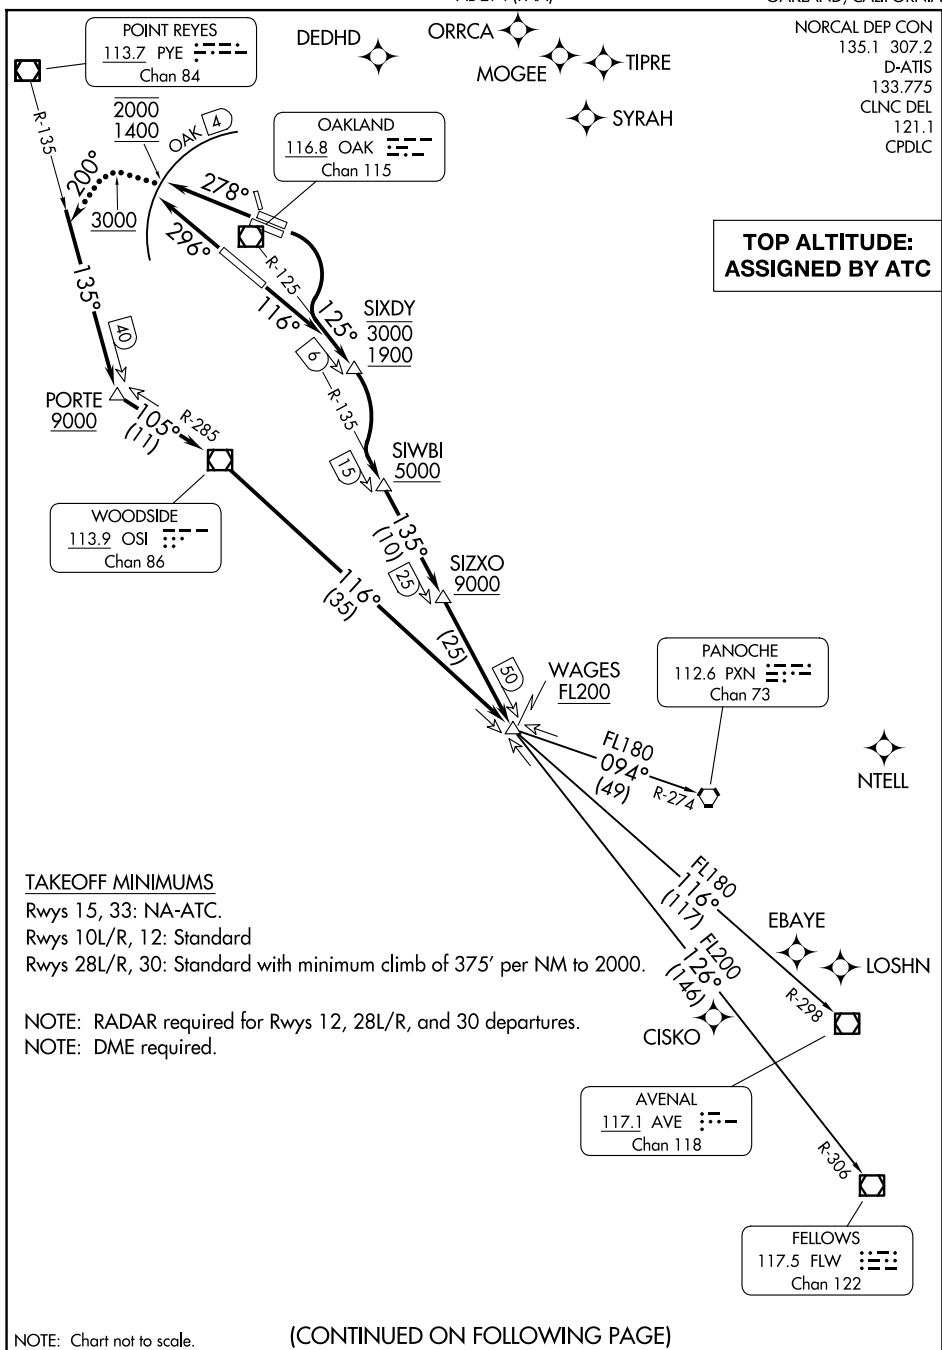 OAKLAND, CALIFORNIA
POINT REYES
113.7 PYE
Chan 84
DEDHD
ORRCA
MOGEE
TIPRE
SYRAH
NORCAL DEP CON
135.1 307.2
D-ATIS
133.775
CLNC DEL
121.1
CPDLC
R-135
2000
1400
OAK 4
OAKLAND
116.8 OAK
Chan 115
200°
3000
278°
296°
TOP ALTITUDE:
ASSIGNED BY ATC
R-125
116°
125°
SIXDY
3000
1900
135°
40
6
R-135
PORTE
9000
105°
(11)
R-285
SIWBI
5000
15
WOODSIDE
113.9 OSI
Chan 86
135°
(10)
25
SIZXO
9000
116°
(35)
(25)
50
WAGES
FL200
PANOCHE
112.6 PXN
Chan 73
FL180
094°
(49)
R-274
NTELL
TAKEOFF MINIMUMS
Rwys 15, 33: NA-ATC.
Rwys 10L/R, 12: Standard
Rwys 28L/R, 30: Standard with minimum climb of 375' per NM to 2000.
NOTE: RADAR required for Rwys 12, 28L/R, and 30 departures.
NOTE: DME required.
FL180
116°
(117)
FL200
126°
(146)
EBAYE
LOSHN
CISKO
R-298
AVENAL
117.1 AVE
Chan 118
R-306
FELLOWS
117.5 FLW
Chan 122
NOTE: Chart not to scale.
(CONTINUED ON FOLLOWING PAGE)